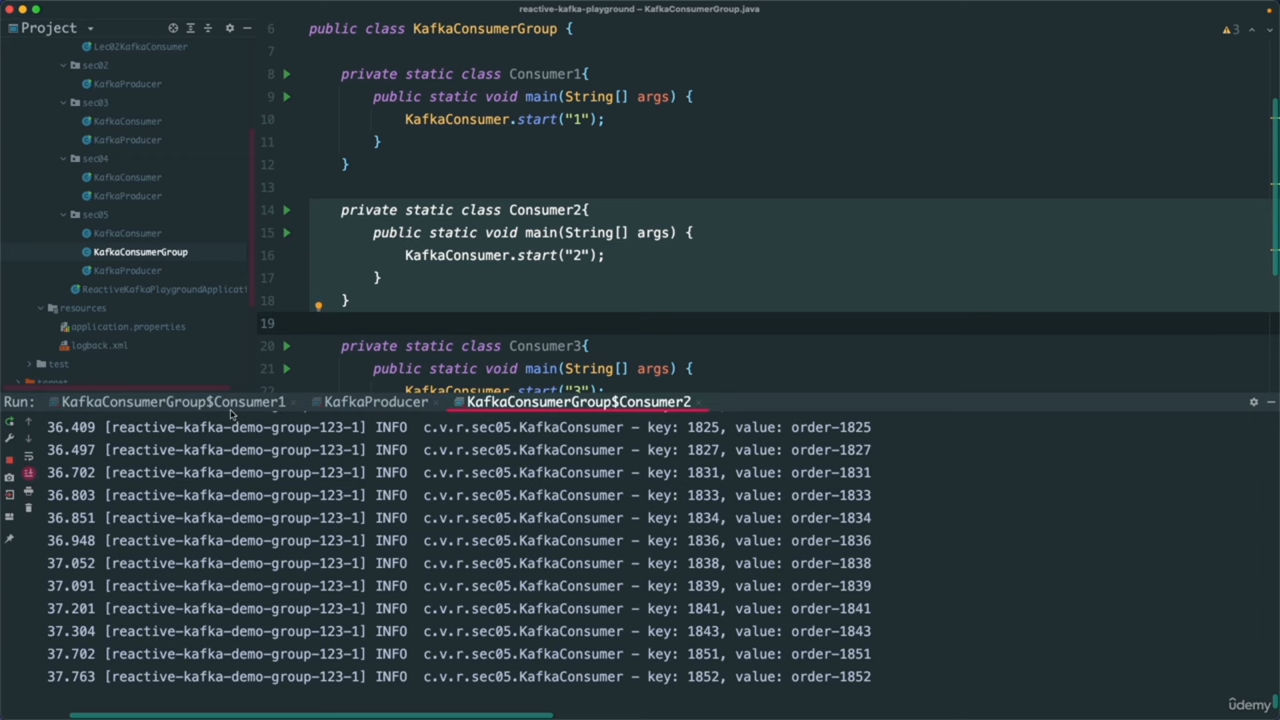 reactive-kafka-playground – KafkaConsumerGroup.java
Project
Lec02KafkaConsumer
sec02
KafkaProducer
sec03
KafkaConsumer
KafkaProducer
sec04
KafkaConsumer
KafkaProducer
sec05
KafkaConsumer
KafkaConsumerGroup
KafkaProducer
ReactiveKafkaPlaygroundApplicati
resources
application.properties
logback.xml
test
target
6 public class KafkaConsumerGroup {
3
7
8 private static class Consumer1{
9 public static void main(String[] args) {
10 KafkaConsumer.start("1");
11 }
12 }
13
14 private static class Consumer2{
15 public static void main(String[] args) {
16 KafkaConsumer.start("2");
17 }
18 }
19
20 private static class Consumer3{
21 public static void main(String[] args) {
22 KafkaConsumer.start("3");
Run: KafkaConsumerGroup$Consumer1 × KafkaProducer × KafkaConsumerGroup$Consumer2 ×
36.409 [reactive-kafka-demo-group-123-1] INFO c.v.r.sec05.KafkaConsumer – key: 1825, value: order-1825
36.497 [reactive-kafka-demo-group-123-1] INFO c.v.r.sec05.KafkaConsumer – key: 1827, value: order-1827
36.702 [reactive-kafka-demo-group-123-1] INFO c.v.r.sec05.KafkaConsumer – key: 1831, value: order-1831
36.803 [reactive-kafka-demo-group-123-1] INFO c.v.r.sec05.KafkaConsumer – key: 1833, value: order-1833
36.851 [reactive-kafka-demo-group-123-1] INFO c.v.r.sec05.KafkaConsumer – key: 1834, value: order-1834
36.948 [reactive-kafka-demo-group-123-1] INFO c.v.r.sec05.KafkaConsumer – key: 1836, value: order-1836
37.052 [reactive-kafka-demo-group-123-1] INFO c.v.r.sec05.KafkaConsumer – key: 1838, value: order-1838
37.091 [reactive-kafka-demo-group-123-1] INFO c.v.r.sec05.KafkaConsumer – key: 1839, value: order-1839
37.201 [reactive-kafka-demo-group-123-1] INFO c.v.r.sec05.KafkaConsumer – key: 1841, value: order-1841
37.304 [reactive-kafka-demo-group-123-1] INFO c.v.r.sec05.KafkaConsumer – key: 1843, value: order-1843
37.702 [reactive-kafka-demo-group-123-1] INFO c.v.r.sec05.KafkaConsumer – key: 1851, value: order-1851
37.763 [reactive-kafka-demo-group-123-1] INFO c.v.r.sec05.KafkaConsumer – key: 1852, value: order-1852
ûdemy